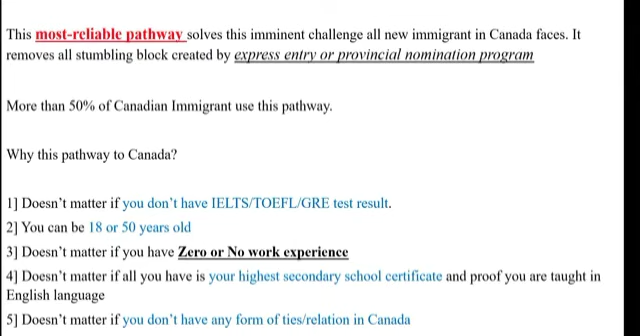 This most-reliable pathway solves this imminent challenge all new immigrant in Canada faces. It
removes all stumbling block created by express entry or provincial nomination program
More than 50% of Canadian Immigrant use this pathway.
Why this pathway to Canada?
1] Doesn't matter if you don't have IELTS/TOEFL/GRE test result.
2] You can be 18 or 50 years old
3] Doesn't matter if you have Zero or No work experience
4] Doesn't matter if all you have is your highest secondary school certificate and proof you are taught in
English language
5] Doesn't matter if you don't have any form of ties/relation in Canada